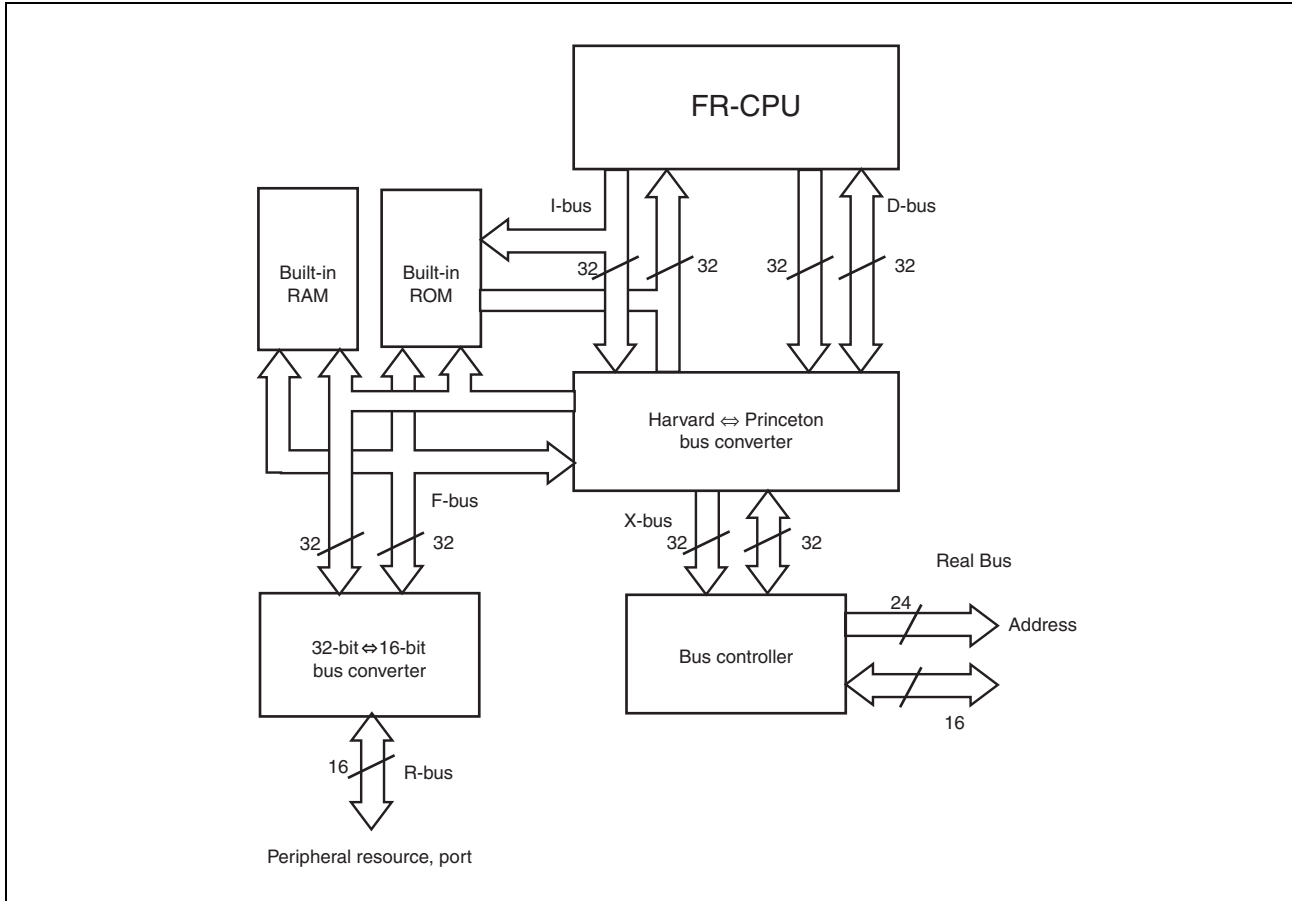 FR-CPU
I-bus
D-bus
Built-in
RAM
Built-in
ROM
32
32
32
32
Harvard ⇔ Princeton
bus converter
F-bus
X-bus
32
32
32
32
Real Bus
24
Address
32-bit⇔16-bit
bus converter
Bus controller
16
16
R-bus
Peripheral resource, port